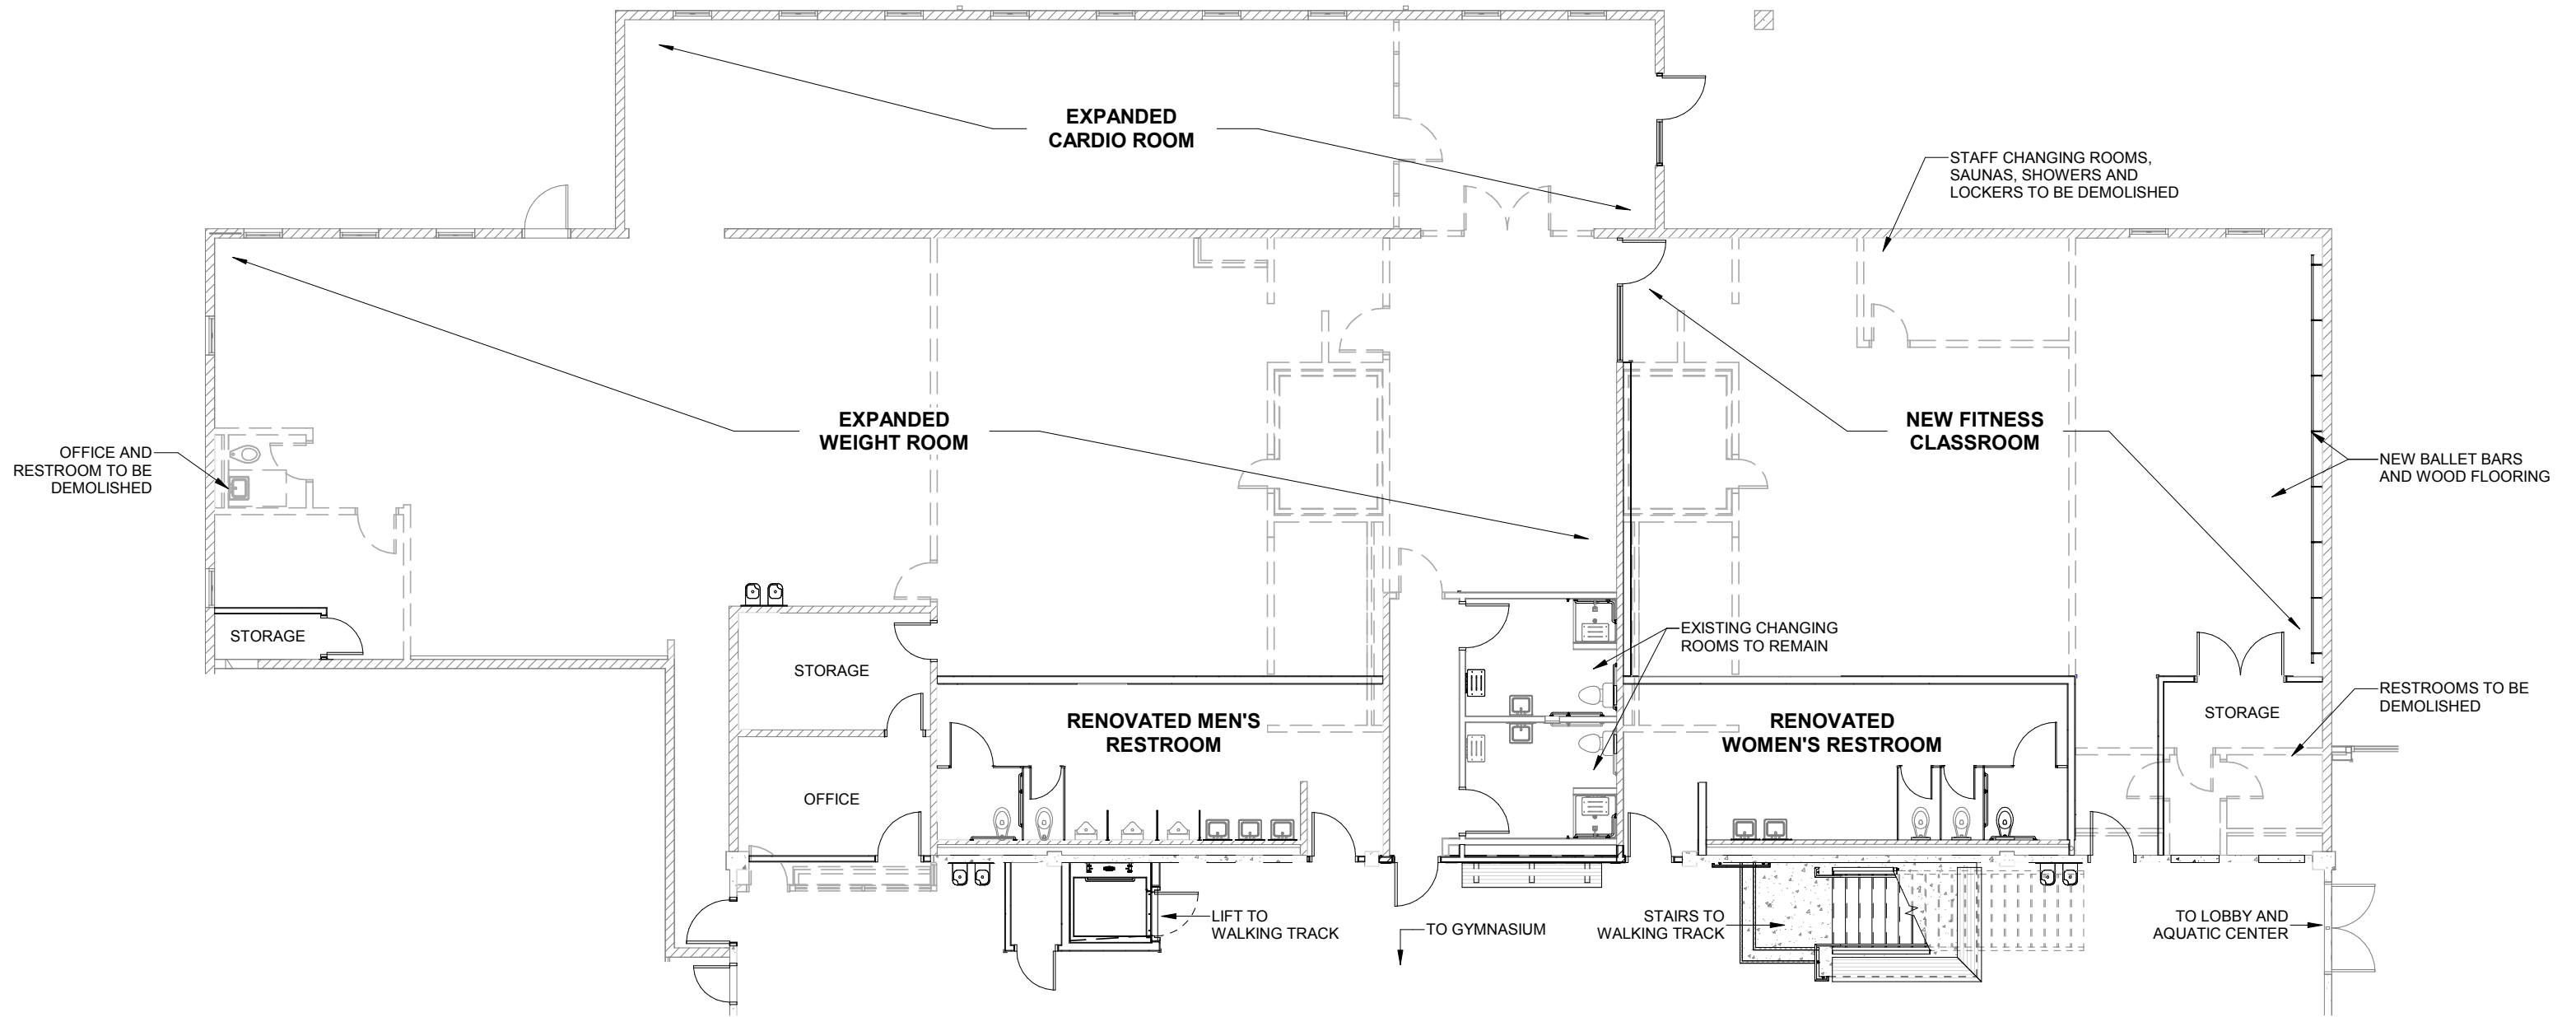 EXPANDED
CARDIO ROOM
STAFF CHANGING ROOMS,
SAUNAS, SHOWERS AND
LOCKERS TO BE DEMOLISHED
EXPANDED
WEIGHT ROOM
NEW FITNESS
CLASSROOM
OFFICE AND
RESTROOM TO BE
DEMOLISHED
NEW BALLET BARS
AND WOOD FLOORING
STORAGE
STORAGE
EXISTING CHANGING
ROOMS TO REMAIN
RENOVATED MEN'S
RESTROOM
RENOVATED
WOMEN'S RESTROOM
STORAGE
RESTROOMS TO BE
DEMOLISHED
OFFICE
LIFT TO
WALKING TRACK
TO GYMNASIUM
STAIRS TO
WALKING TRACK
TO LOBBY AND
AQUATIC CENTER